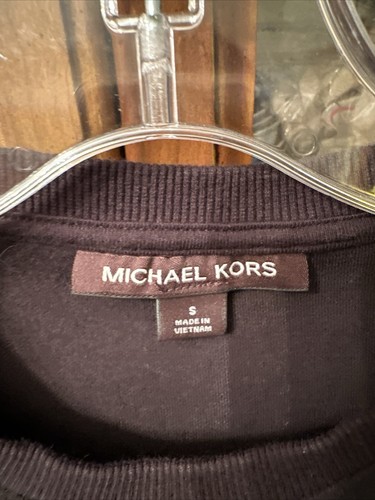 MICHAEL KORS
S
MADE IN
VIETNAM